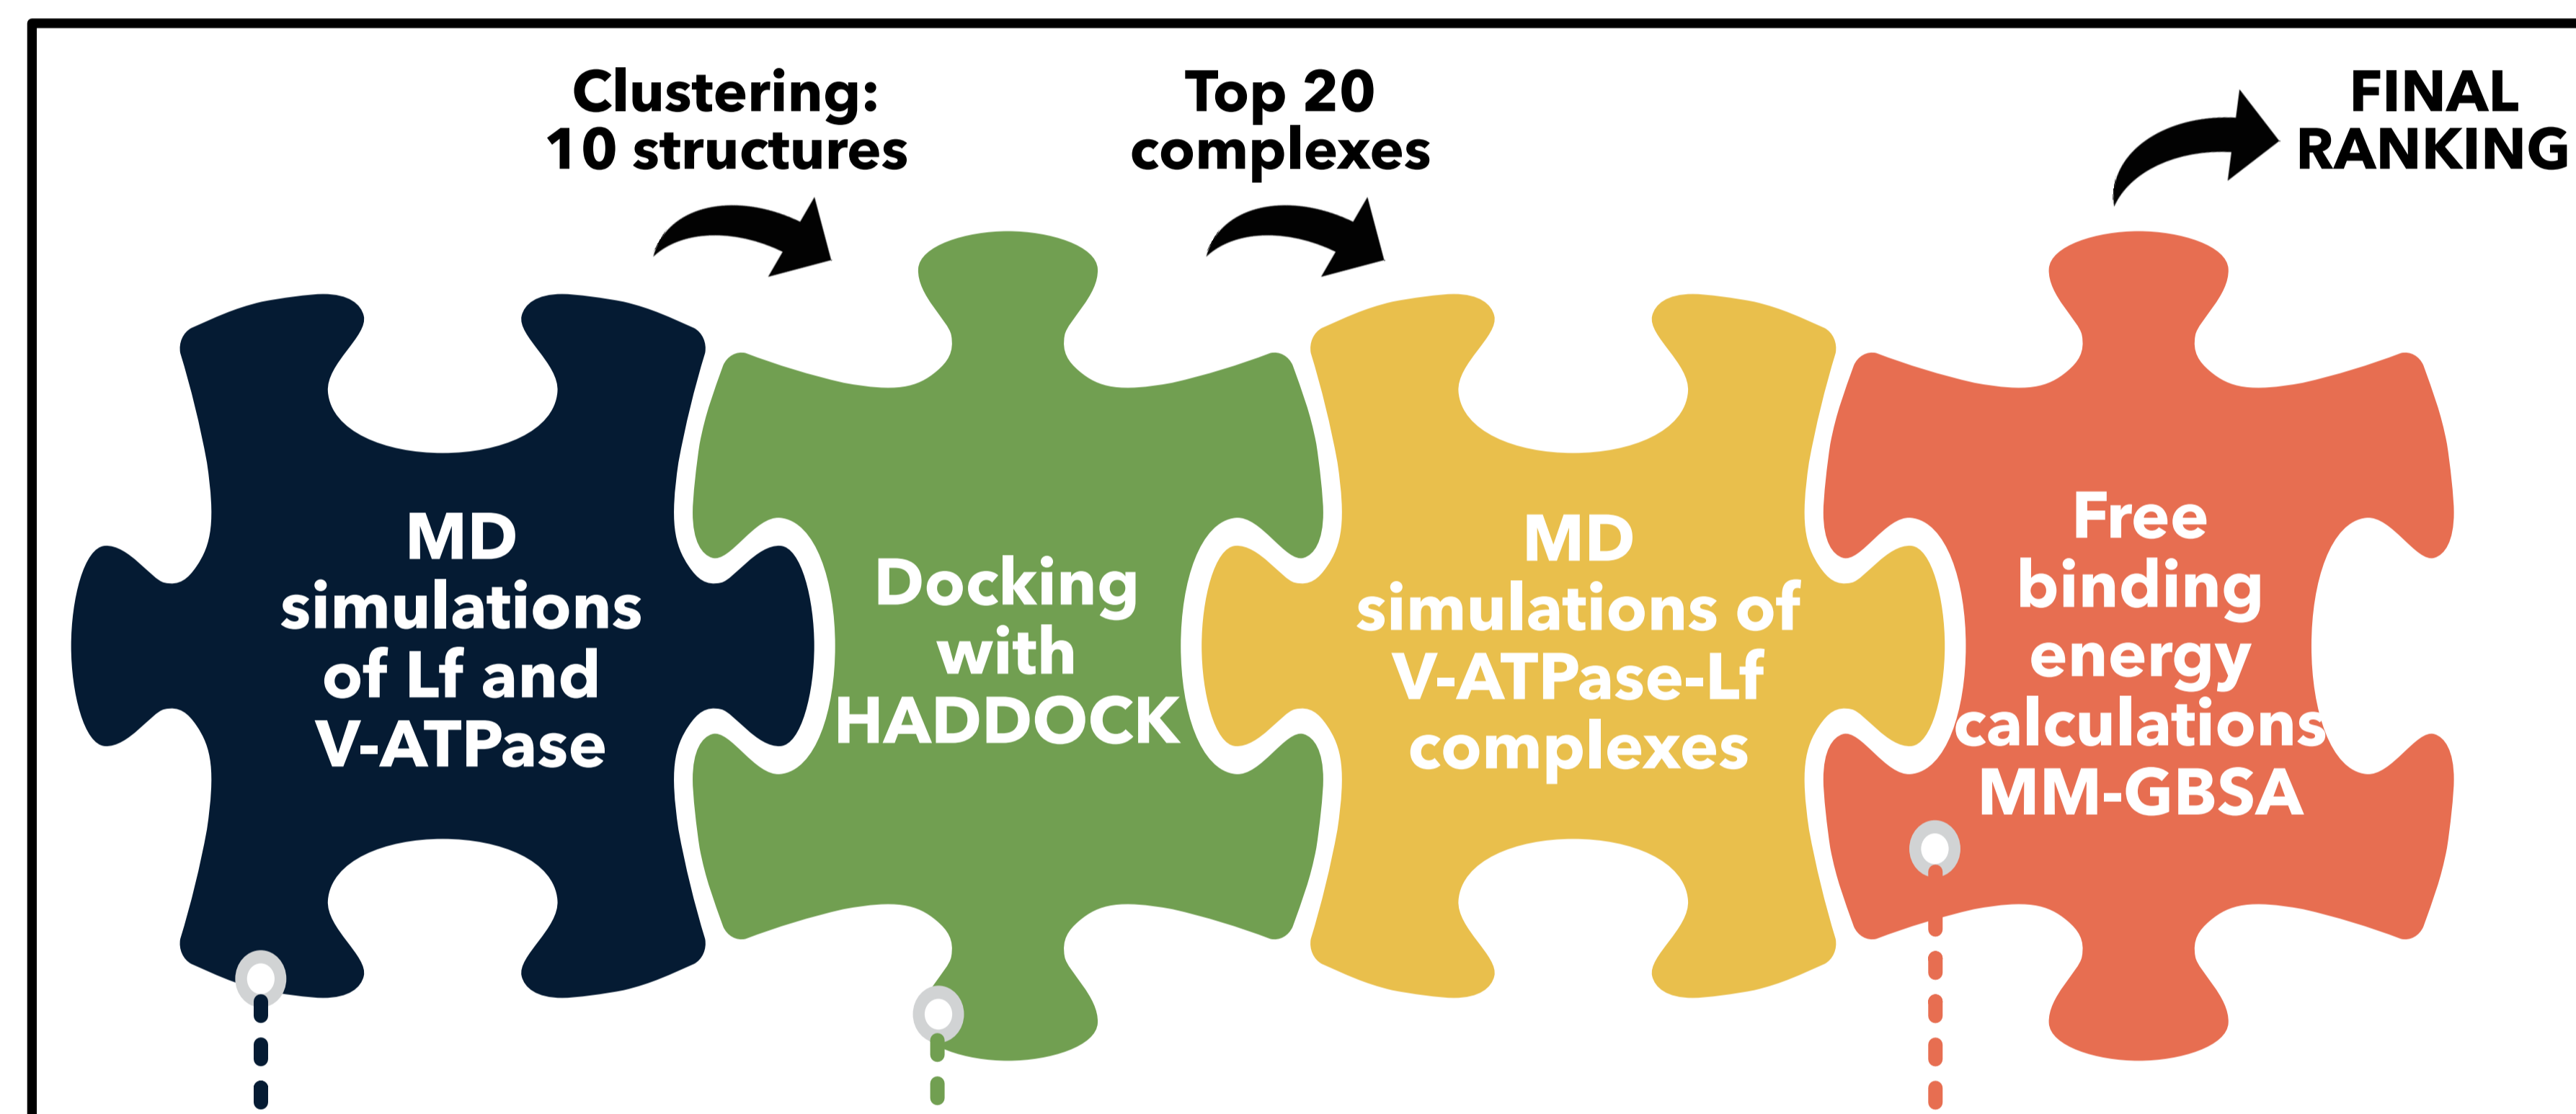 Clustering:
10 structures
Top 20
complexes
FINAL
RANKING
MD
simulations
of Lf and
V-ATPase
Docking
with
HADDOCK
MD
simulations of
V-ATPase-Lf
complexes
Free
binding
energy
calculations
MM-GBSA